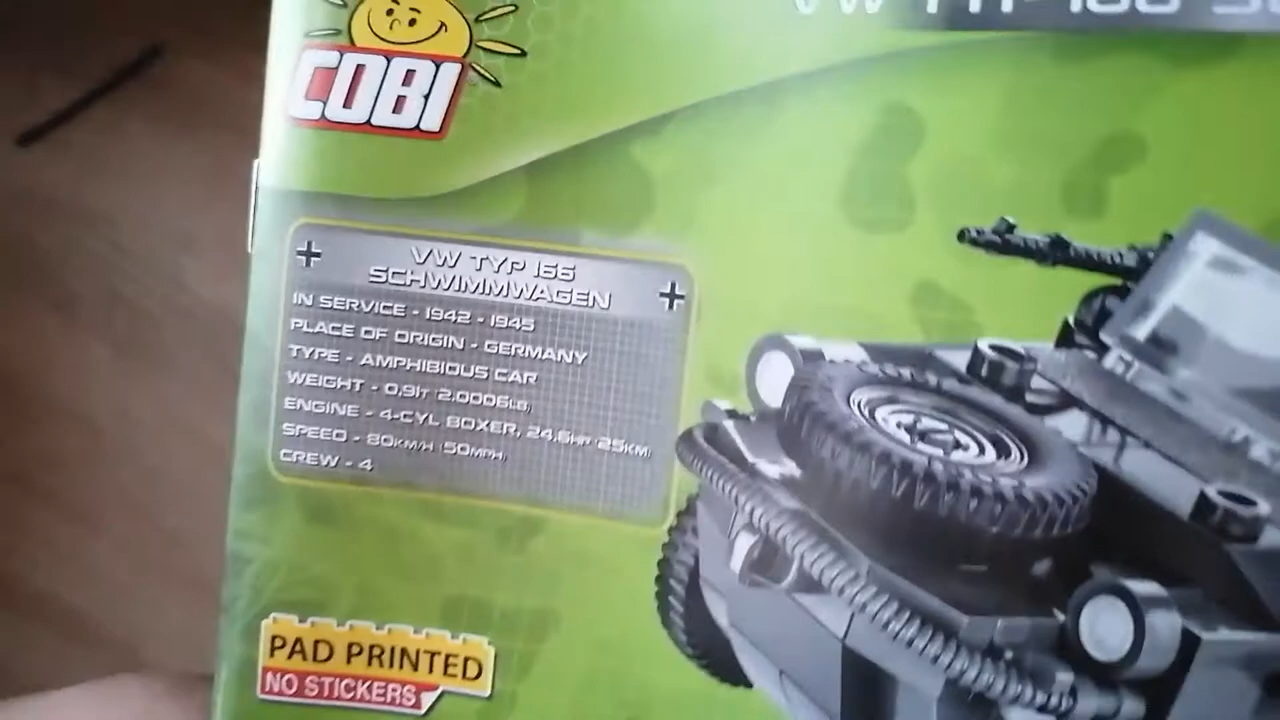 COBI
VW TYP 166
SCHWIMMWAGEN
IN SERVICE - 1942 - 1945
PLACE OF ORIGIN - GERMANY
TYPE - AMPHIBIOUS CAR
WEIGHT - 0,91T (2.0006LB)
ENGINE - 4-CYL BOXER, 24,6HP (25KM)
SPEED - 80KM/H (50MPH)
CREW - 4
PAD PRINTED
NO STICKERS